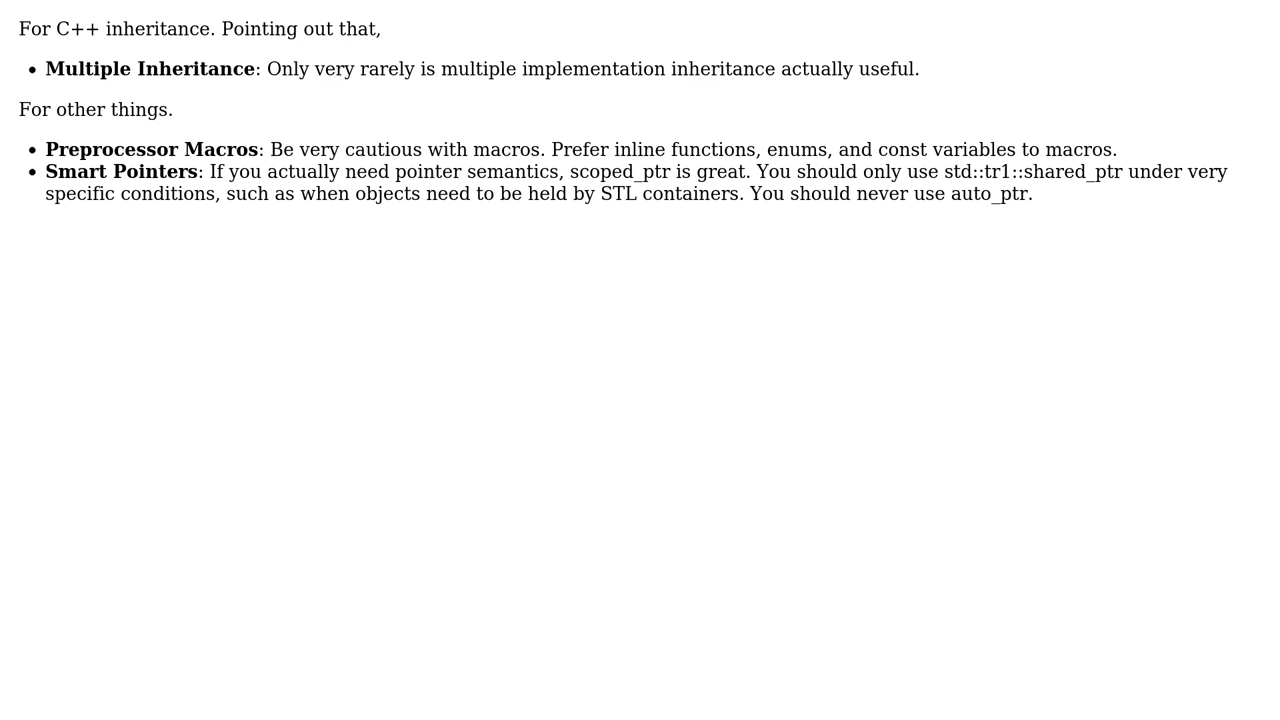 For C++ inheritance. Pointing out that,
• Multiple Inheritance: Only very rarely is multiple implementation inheritance actually useful.
For other things.
• Preprocessor Macros: Be very cautious with macros. Prefer inline functions, enums, and const variables to macros.
• Smart Pointers: If you actually need pointer semantics, scoped_ptr is great. You should only use std::tr1::shared_ptr under very
specific conditions, such as when objects need to be held by STL containers. You should never use auto_ptr.